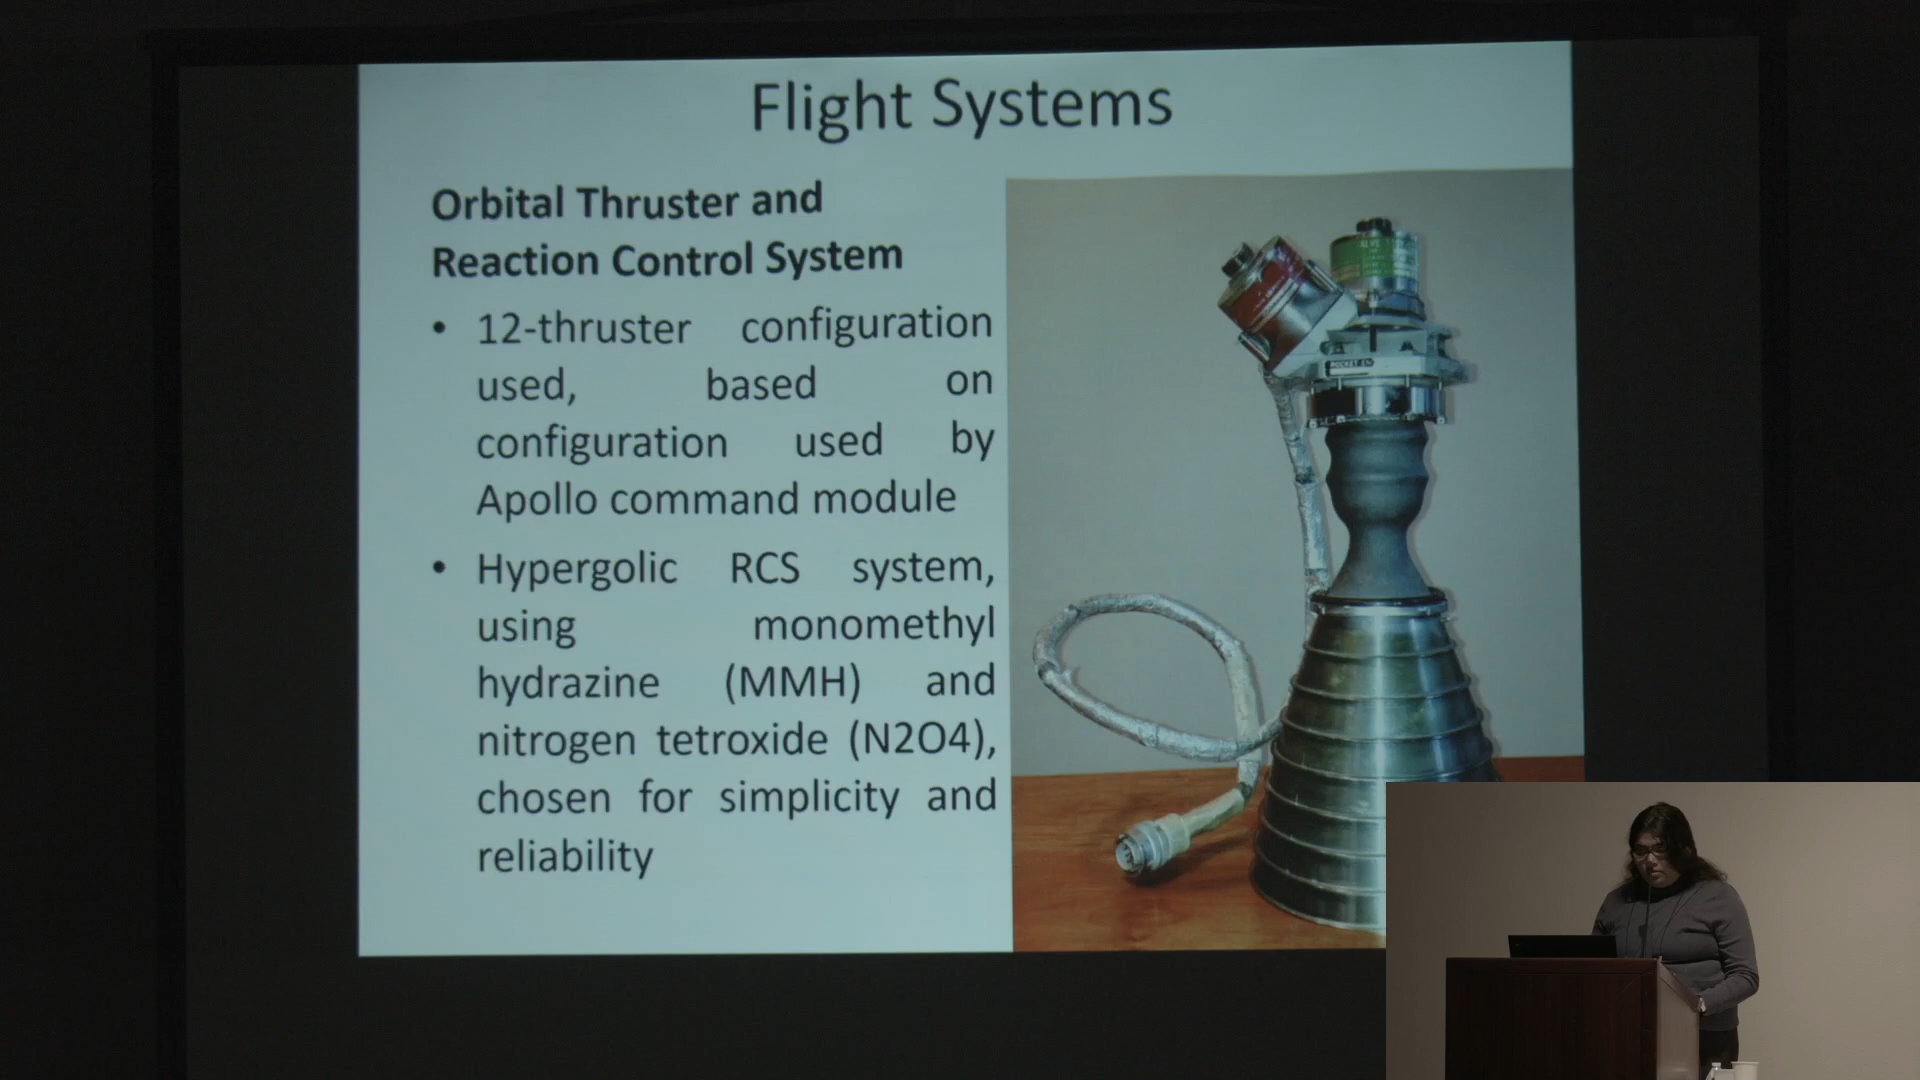 Flight Systems
Orbital Thruster and
Reaction Control System
• 12-thruster configuration
used, based on
configuration used by
Apollo command module
• Hypergolic RCS system,
using monomethyl
hydrazine (MMH) and
nitrogen tetroxide (N2O4),
chosen for simplicity and
reliability